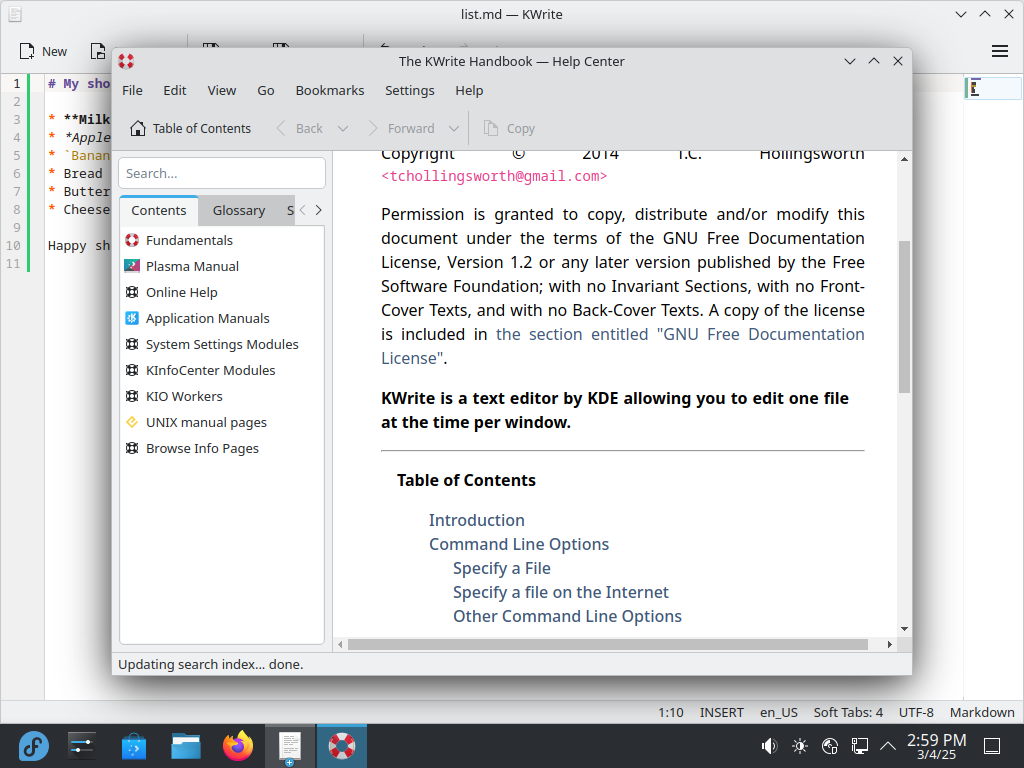 list.md — KWrite
New
The KWrite Handbook — Help Center
File Edit View Go Bookmarks Settings Help
Table of Contents Back Forward Copy
Search...
Contents Glossary S
Fundamentals
Plasma Manual
Online Help
Application Manuals
System Settings Modules
KInfoCenter Modules
KIO Workers
UNIX manual pages
Browse Info Pages
Copyright © 2014 T.C. Hollingsworth
<tchollingsworth@gmail.com>
Permission is granted to copy, distribute and/or modify this
document under the terms of the GNU Free Documentation
License, Version 1.2 or any later version published by the Free
Software Foundation; with no Invariant Sections, with no Front-
Cover Texts, and with no Back-Cover Texts. A copy of the license
is included in the section entitled "GNU Free Documentation
License".
KWrite is a text editor by KDE allowing you to edit one file
at the time per window.
Table of Contents
Introduction
Command Line Options
Specify a File
Specify a file on the Internet
Other Command Line Options
Updating search index... done.
1 # My sho
2
3 * **Milk
4 * *Apple
5 * `Banan
6 * Bread
7 * Butter
8 * Cheese
9
10 Happy sh
11
1:10 INSERT en_US Soft Tabs: 4 UTF-8 Markdown
2:59 PM
3/4/25